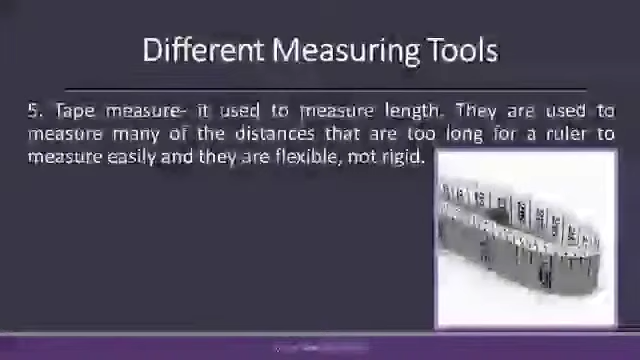 Different Measuring Tools
5. Tape measure- it used to measure length. They are used to
measure many of the distances that are too long for a ruler to
measure easily and they are flexible, not rigid.